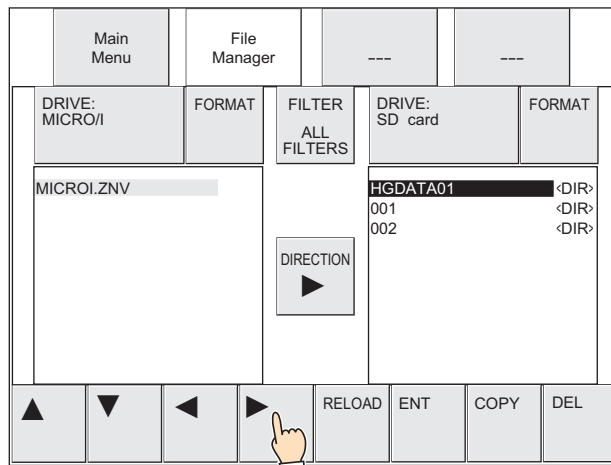 Main
Menu
File
Manager
---
---
DRIVE:
MICRO/I
FORMAT
FILTER
ALL
FILTERS
DRIVE:
SD card
FORMAT
MICROI.ZNV
HGDATA01 <DIR>
001 <DIR>
002 <DIR>
DIRECTION
▶
▲ ▼ ◀ ▶ RELOAD ENT COPY DEL